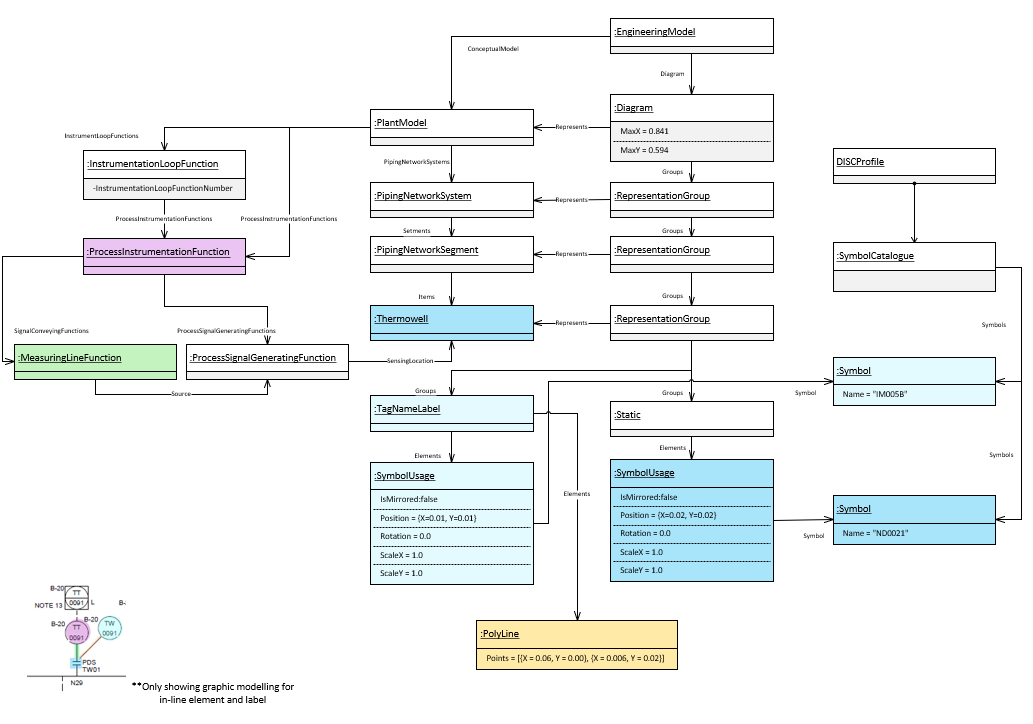 :EngineeringModel
ConceptualModel
Diagram
:Diagram
MaxX = 0.841
MaxY = 0.594
:PlantModel
Represents
InstrumentLoopFunctions
:InstrumentationLoopFunction
-InstrumentationLoopFunctionNumber
PipingNetworkSystems
Groups
DISCProfile
:PipingNetworkSystem
Represents
:RepresentationGroup
ProcessInstrumentationFunctions
ProcessInstrumentationFunctions
Setments
Groups
:ProcessInstrumentationFunction
:PipingNetworkSegment
Represents
:RepresentationGroup
:SymbolCatalogue
Items
Groups
:Thermowell
Represents
:RepresentationGroup
Symbols
SignalConveyingFunctions
ProcessSignalGeneratingFunctions
:MeasuringLineFunction
:ProcessSignalGeneratingFunction
SensingLocation
Source
:Symbol
Name = "IM005B"
Symbol
Groups
Groups
:TagNameLabel
:Static
Elements
Elements
Symbols
:SymbolUsage
IsMirrored:false
Position = {X=0.01, Y=0.01}
Rotation = 0.0
ScaleX = 1.0
ScaleY = 1.0
Elements
:SymbolUsage
IsMirrored:false
Position = {X=0.02, Y=0.02}
Rotation = 0.0
ScaleX = 1.0
ScaleY = 1.0
Symbol
:Symbol
Name = "ND0021"
:PolyLine
Points = [{X = 0.06, Y = 0.00}, {X = 0.006, Y = 0.02}]
B-20
TT
0091
NOTE 13
L
B-
B-20
TT
0091
B-20
TW
0091
PDS
TW01
N29
**Only showing graphic modelling for
in-line element and label